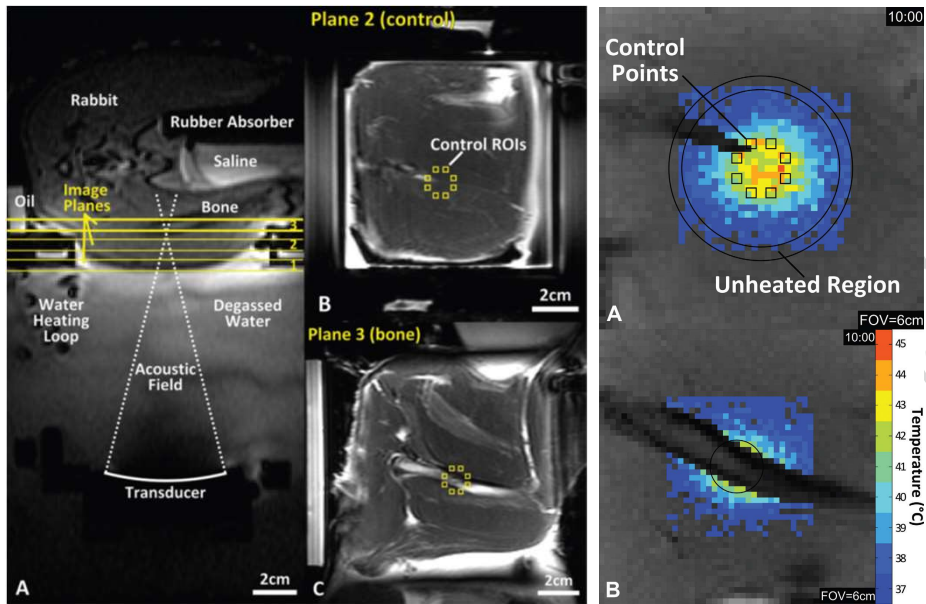 Rabbit
Rubber Absorber
Saline
Image
Planes
Oil
Bone
3
2
1
Water
Heating
Loop
Degassed
Water
Acoustic
Field
Transducer
A
2cm
Plane 2 (control)
Control ROIs
B
2cm
Plane 3 (bone)
C
2cm
10:00
Control
Points
Unheated Region
A
FOV=6cm
10:00
45
44
43
42
41
40
39
38
37
Temperature (°C)
B
FOV=6cm